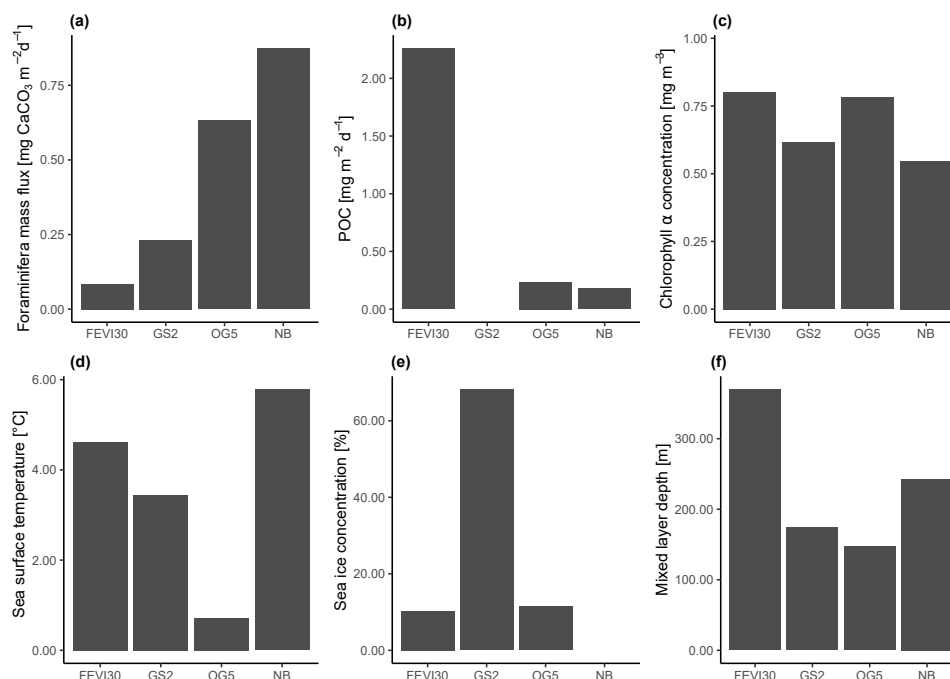 (a)
Foraminifera mass flux [mg CaCO₃ m⁻²d⁻¹]
0.75
0.50
0.25
0.00
FEVI30 GS2 OG5 NB
(b)
POC [mg m⁻² d⁻¹]
2.00
1.50
1.00
0.50
0.00
FEVI30 GS2 OG5 NB
(c)
Chlorophyll α concentration [mg m⁻³]
1.00
0.75
0.50
0.25
0.00
FEVI30 GS2 OG5 NB
(d)
Sea surface temperature [°C]
6.00
4.00
2.00
0.00
FEVI30 GS2 OG5 NB
(e)
Sea ice concentration [%]
60.00
40.00
20.00
0.00
FEVI30 GS2 OG5 NB
(f)
Mixed layer depth [m]
300.00
200.00
100.00
0.00
FEVI30 GS2 OG5 NB